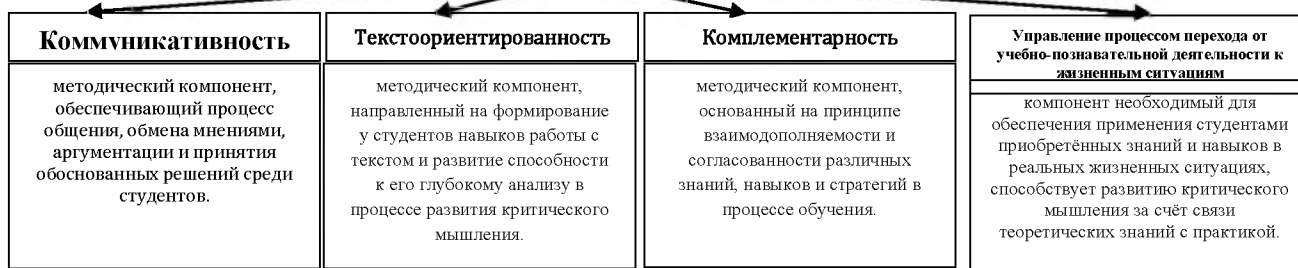 Коммуникативность
методический компонент,
обеспечивающий процесс
общения, обмена мнениями,
аргументации и принятия
обоснованных решений среди
студентов.
Текстоориентированность
методический компонент,
направленный на формирование
у студентов навыков работы с
текстом и развитие способности
к его глубокому анализу в
процессе развития критического
мышления.
Комплементарность
методический компонент,
основанный на принципе
взаимодополняемости и
согласованности различных
знаний, навыков и стратегий в
процессе обучения.
Управление процессом перехода от
учебно-познавательной деятельности к
жизненным ситуациям
компонент необходимый для
обеспечения применения студентами
приобретённых знаний и навыков в
реальных жизненных ситуациях,
способствует развитию критического
мышления за счёт связи
теоретических знаний с практикой.